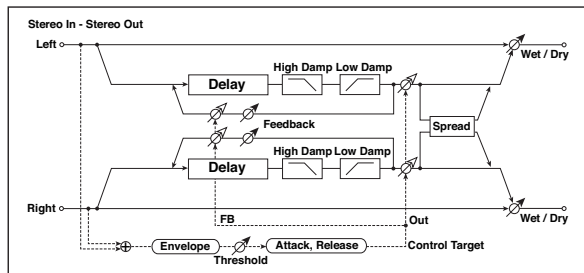 Stereo In - Stereo Out
Left
Wet / Dry
High Damp Low Damp
Delay
Feedback
Spread
High Damp Low Damp
Delay
Right
Wet / Dry
FB
Out
Envelope
Threshold
Attack, Release
Control Target